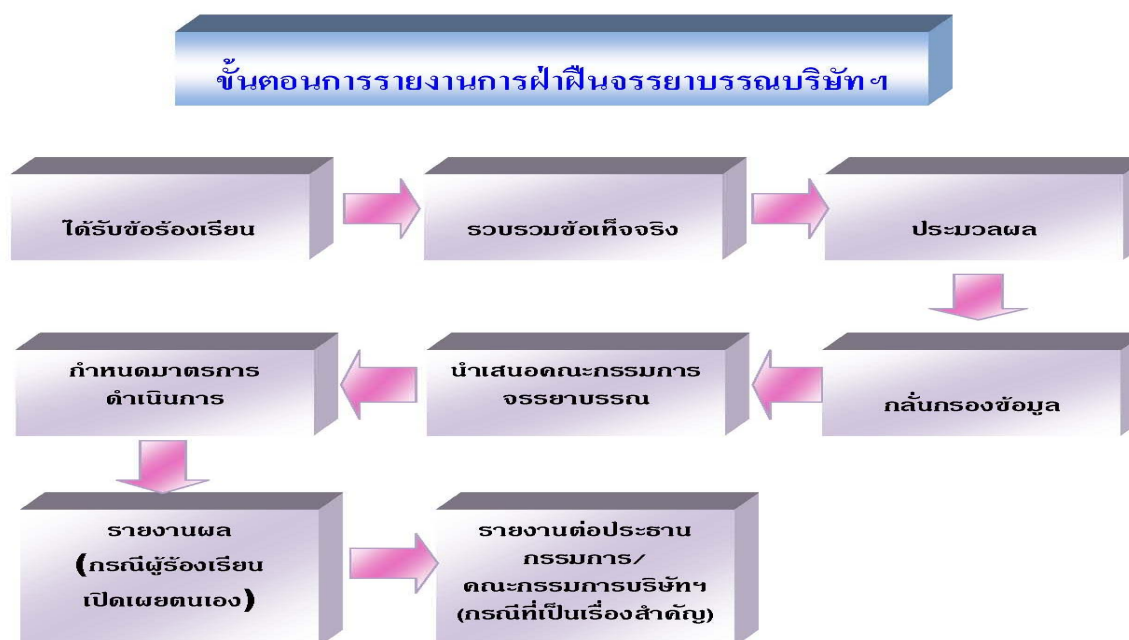 ขั้นตอนการรายงานการฝ่าฝืนจรรยาบรรณบริษัทฯ
ได้รับข้อร้องเรียน
รวบรวมข้อเท็จจริง
ประมวลผล
กลั่นกรองข้อมูล
นำเสนอคณะกรรมการ
จรรยาบรรณ
กำหนดมาตรการ
ดำเนินการ
รายงานผล
(กรณีผู้ร้องเรียน
เปิดเผยตนเอง)
รายงานต่อประธาน
กรรมการ/
คณะกรรมการบริษัทฯ
(กรณีที่เป็นเรื่องสำคัญ)